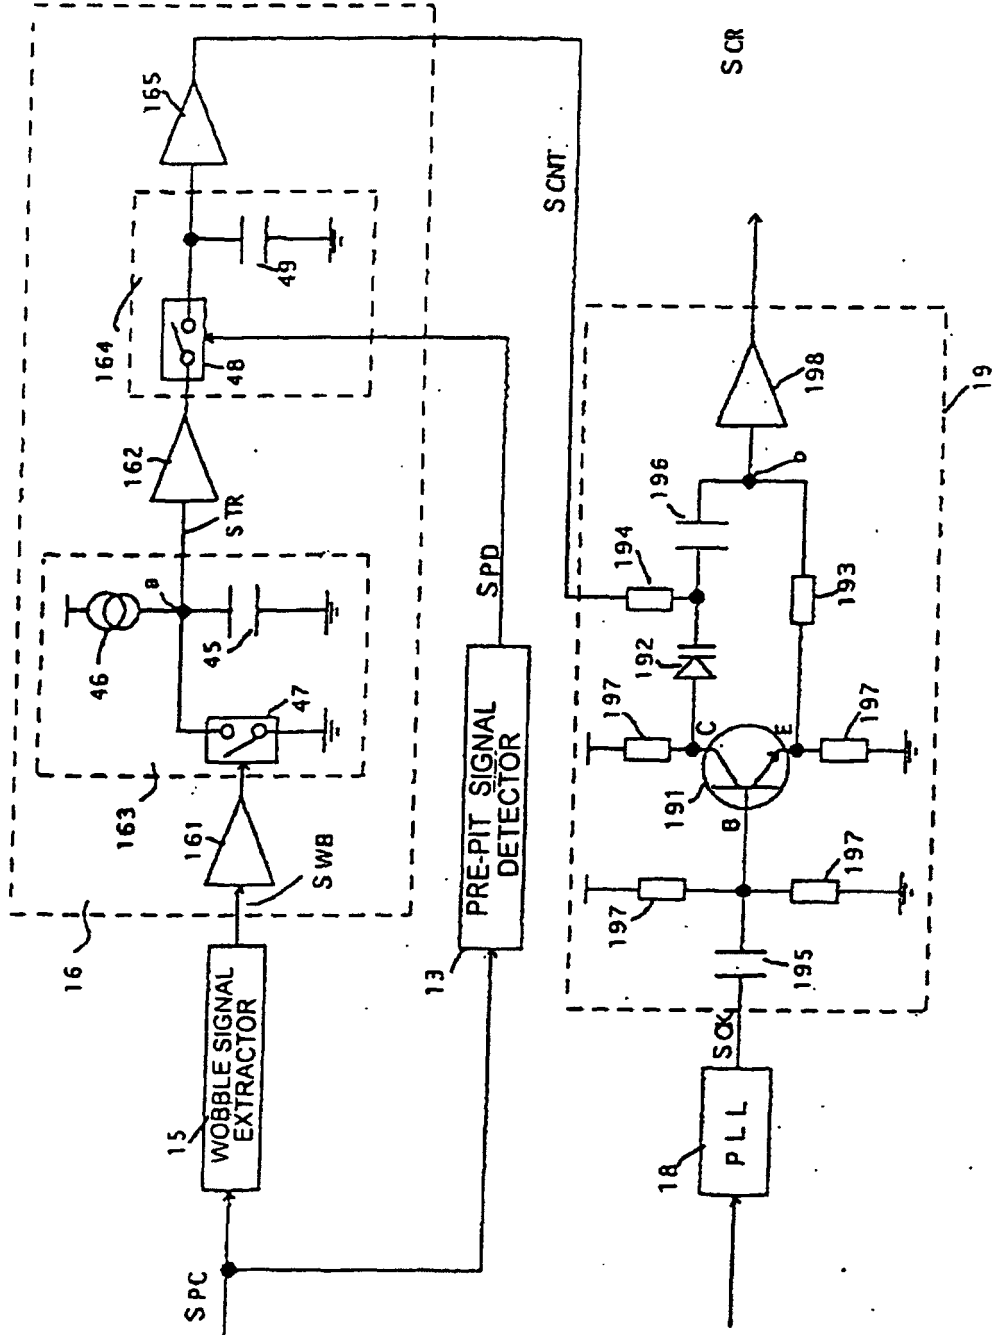 SPC
15
WOBBLE SIGNAL
EXTRACTOR
16
SWB
161
163
47
46
45
a
STR
162
164
48
49
165
13
PRE-PIT SIGNAL
DETECTOR
SPD
SCNT
SCR
18
PLL
SCK
195
197
197
B
191
C
E
197
197
192
194
193
196
D
198
19